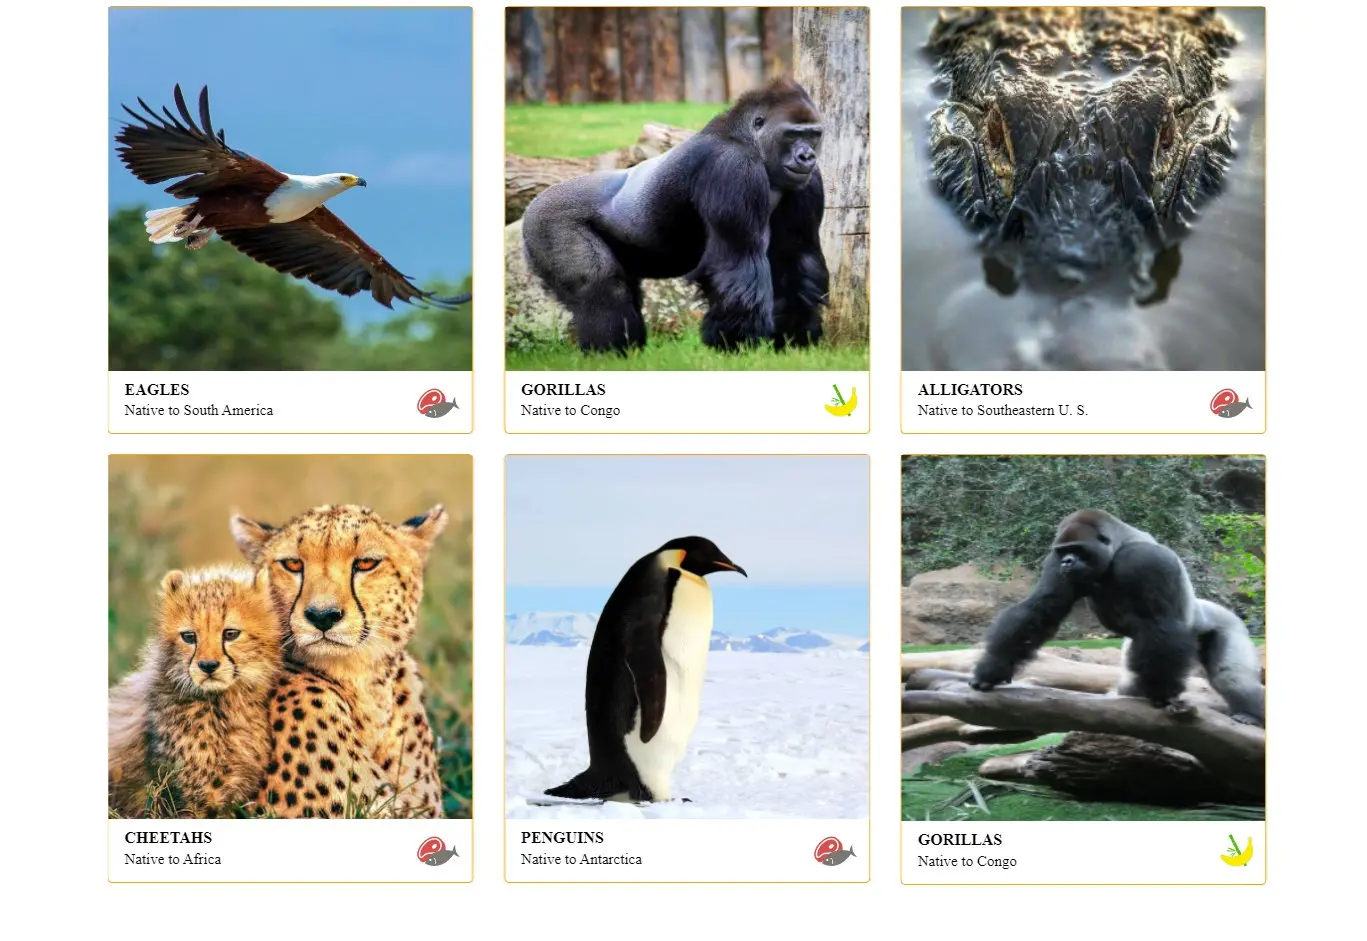 EAGLES
Native to South America
GORILLAS
Native to Congo
ALLIGATORS
Native to Southeastern U. S.
CHEETAHS
Native to Africa
PENGUINS
Native to Antarctica
GORILLAS
Native to Congo